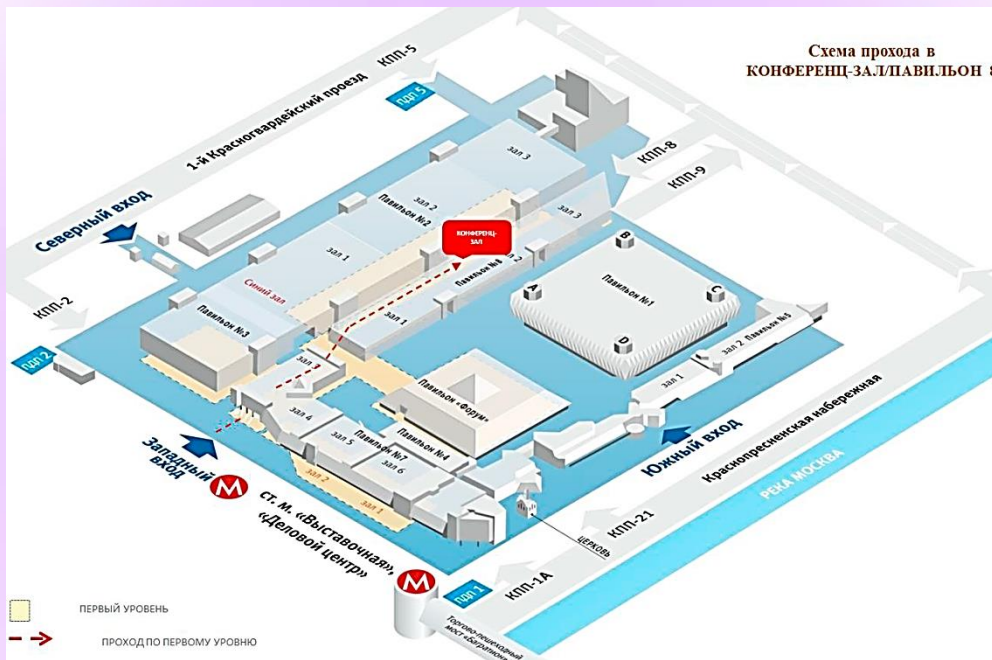 Схема прохода в
КОНФЕРЕНЦ-ЗАЛ/ПАВИЛЬОН 8
КПП-5
ПДП 5
1-й Красногвардейский проезд
КПП-8
КПП-9
Северный вход
КПП-2
ПДП 2
зал 3
зал 2
Павильон №2
зал 1
Синий зал
Павильон №3
зал 3
КОНФЕРЕНЦ-
ЗАЛ
Павильон №8
2
зал 1
B
A
C
D
Павильон №1
зал 2
Павильон №5
зал 1
зал 3
зал 4
зал 5
Павильон №7
зал 6
Павильон №4
Павильон «Форум»
зал 2
зал 1
Западный
вход
М
ст. м. «Выставочная»,
«Деловой центр»
М
Южный вход
Краснопресненская набережная
РЕКА МОСКВА
КПП-21
ЦЕРКОВЬ
КПП-1А
ПДП 1
Торгово-пешеходный
мост «Багратион»
ПЕРВЫЙ УРОВЕНЬ
ПРОХОД ПО ПЕРВОМУ УРОВНЮ